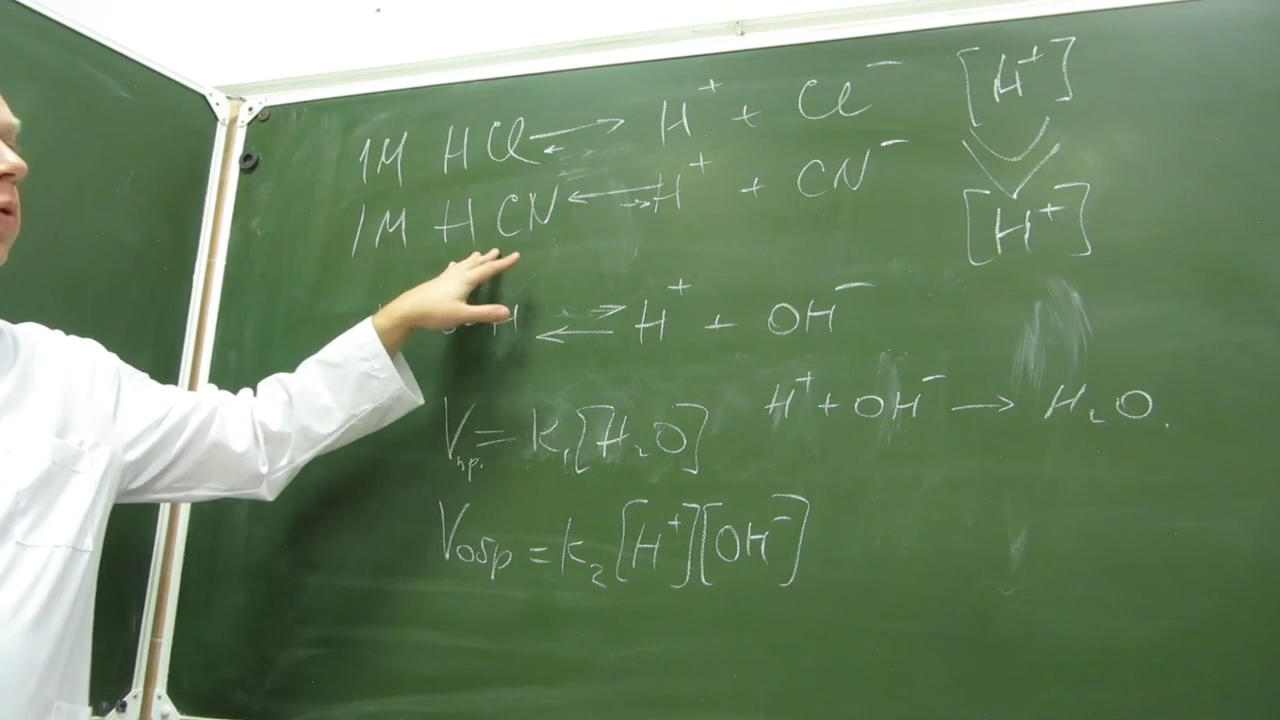 1M HCl ⇄ H⁺ + Cl⁻ [H⁺]
1M HCN ⇄ H⁺ + CN⁻ [H⁺]
H ⇄ H⁺ + OH⁻
H⁺ + OH⁻ → H₂O.
Vпр. = K₁[H₂O]
Vобр = K₂[H⁺][OH⁻]